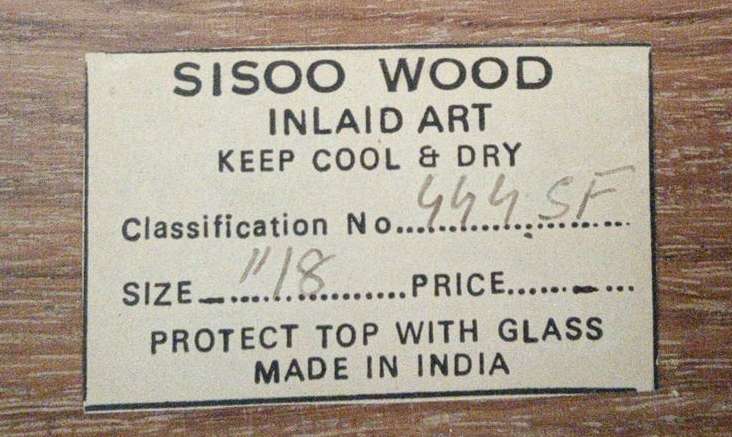 SISOO WOOD
INLAID ART
KEEP COOL & DRY
Classification No.... 444 SF
SIZE.... "18 ....PRICE....
PROTECT TOP WITH GLASS
MADE IN INDIA